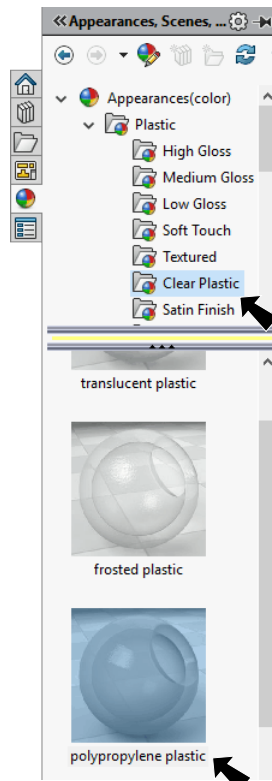 Appearances, Scenes, ...
Appearances(color)
Plastic
High Gloss
Medium Gloss
Low Gloss
Soft Touch
Textured
Clear Plastic
Satin Finish
translucent plastic
frosted plastic
polypropylene plastic